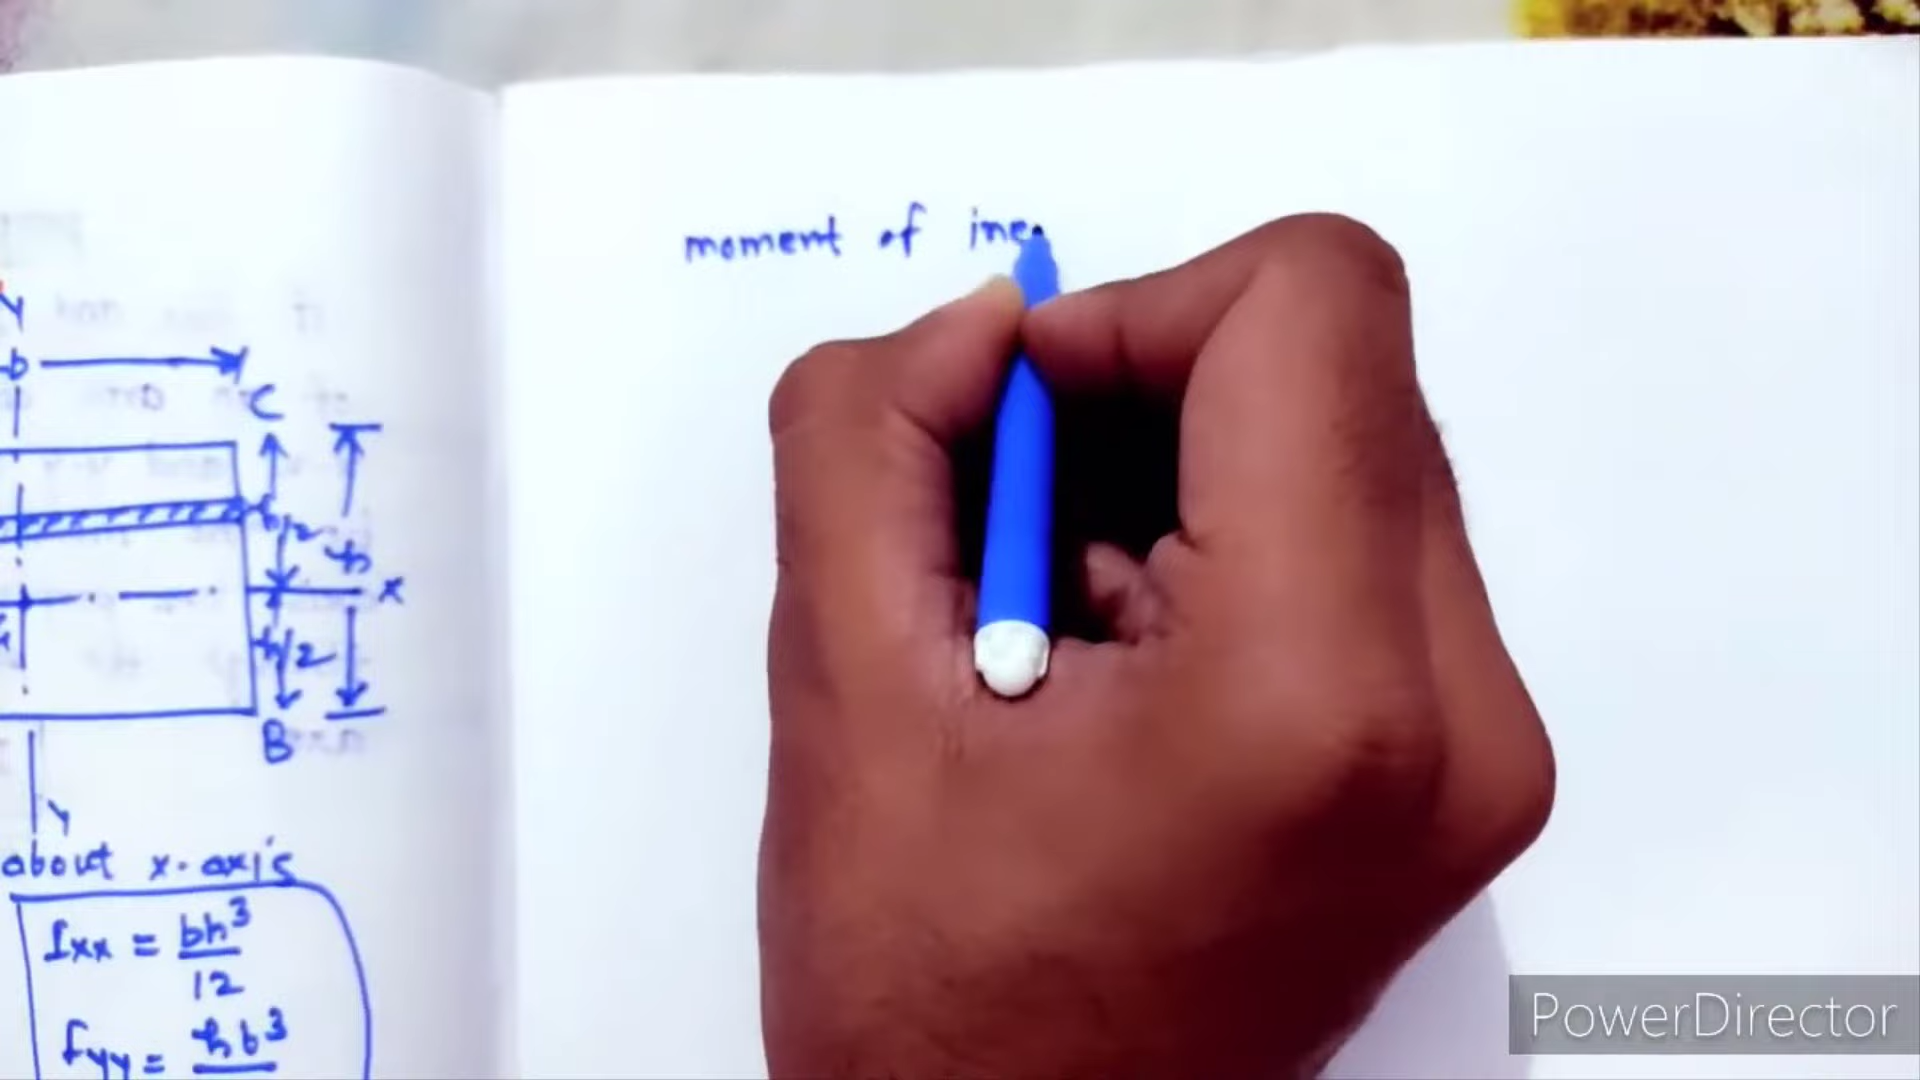 moment of ine
Y
b
C
h/2
h
x
h/2
B
Y
about x-axis
Ixx = bh³
12
Iyy = hb³
PowerDirector